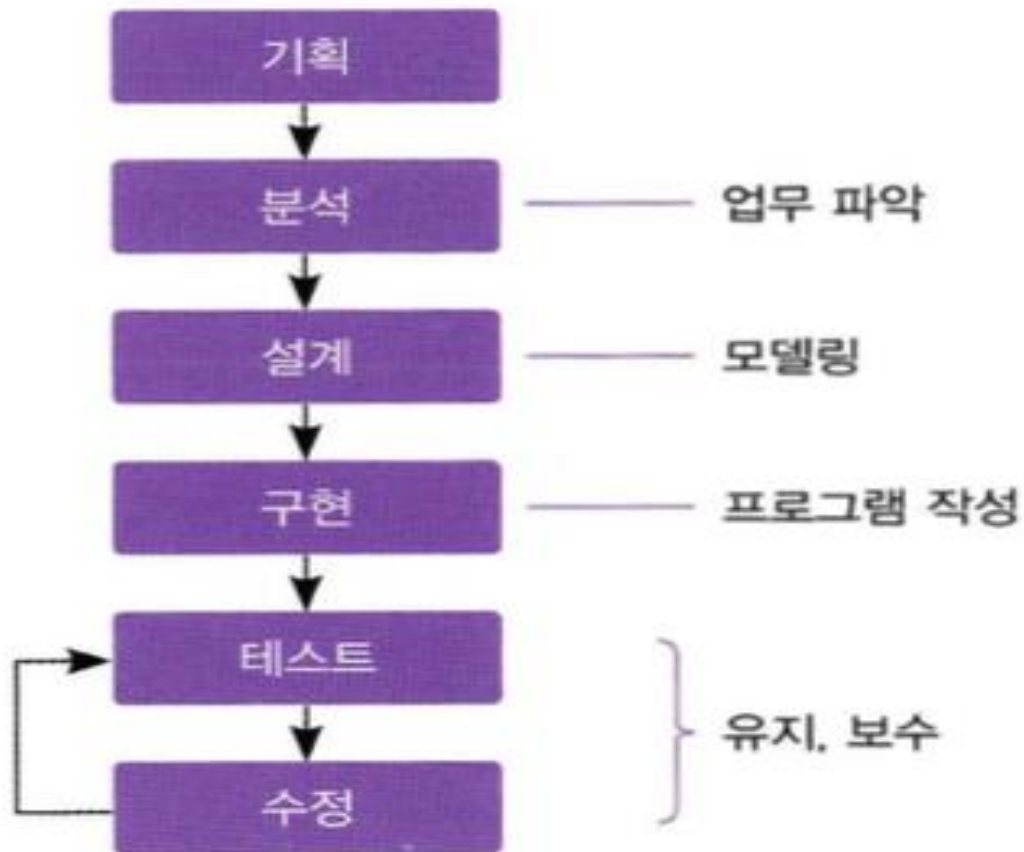 기획
분석
업무 파악
설계
모델링
구현
프로그램 작성
테스트
유지, 보수
수정